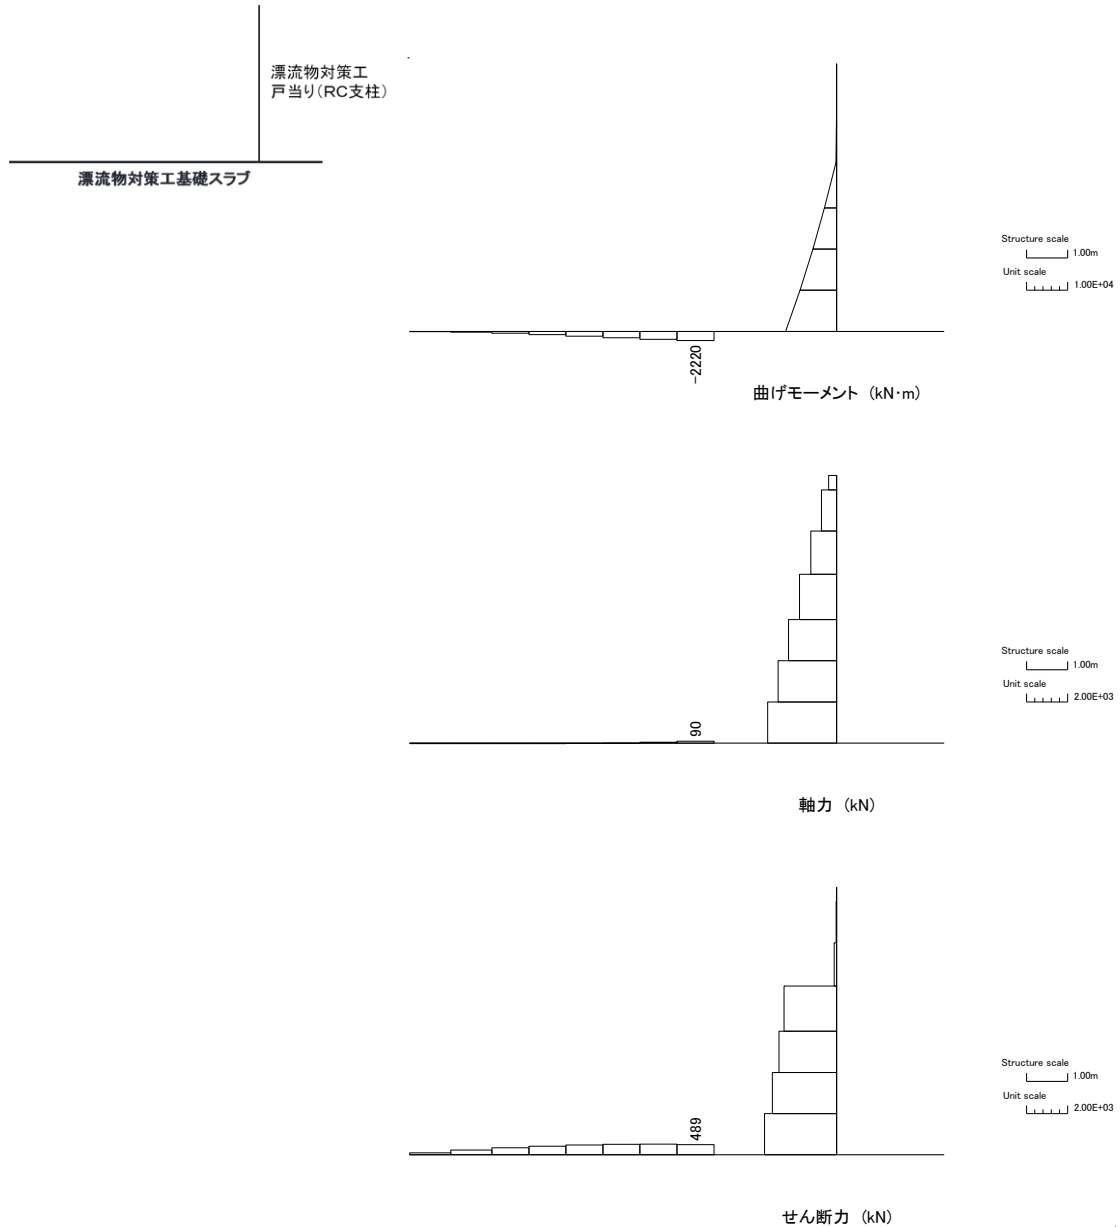 漂流物対策工
戸当り(RC支柱)
漂流物対策工基礎スラブ
Structure scale
1.00m
Unit scale
1.00E+04
-2220
曲げモーメント (kN・m)
Structure scale
1.00m
Unit scale
2.00E+03
90
軸力 (kN)
Structure scale
1.00m
Unit scale
2.00E+03
489
せん断力 (kN)